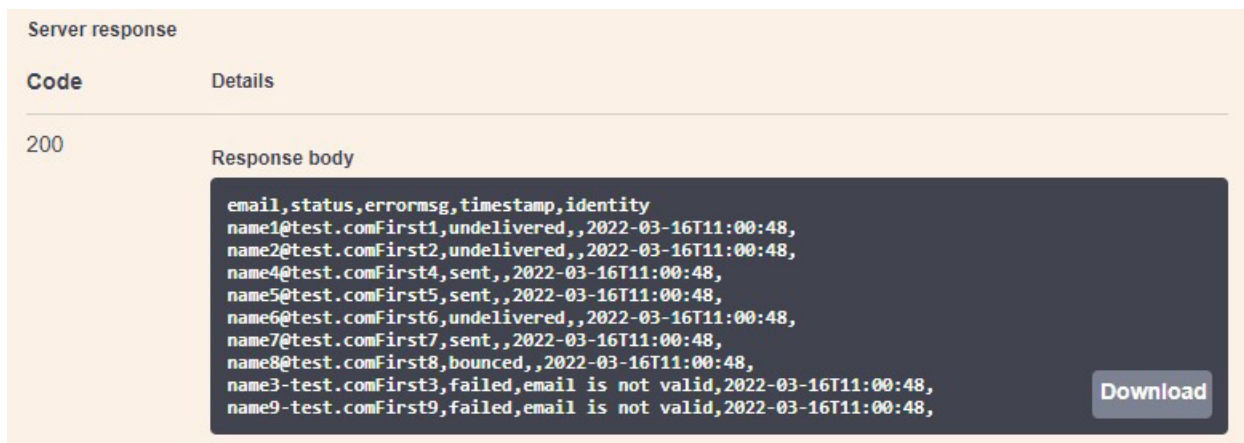 Server response
Code Details
200
Response body
email,status,errormsg,timestamp,identity
name1@test.comFirst1,undelivered,,2022-03-16T11:00:48,
name2@test.comFirst2,undelivered,,2022-03-16T11:00:48,
name4@test.comFirst4,sent,,2022-03-16T11:00:48,
name5@test.comFirst5,sent,,2022-03-16T11:00:48,
name6@test.comFirst6,undelivered,,2022-03-16T11:00:48,
name7@test.comFirst7,sent,,2022-03-16T11:00:48,
name8@test.comFirst8,bounced,,2022-03-16T11:00:48,
name3-test.comFirst3,failed,email is not valid,2022-03-16T11:00:48,
name9-test.comFirst9,failed,email is not valid,2022-03-16T11:00:48,
Download